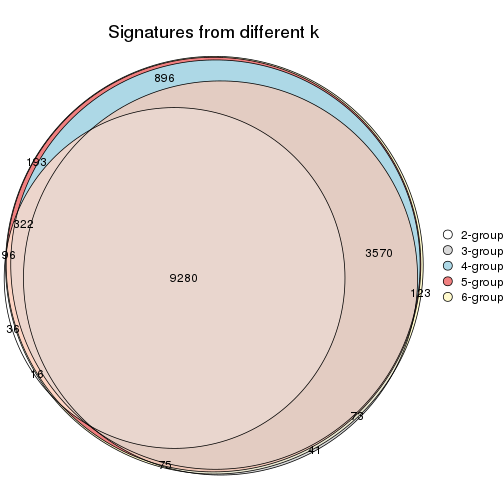 Signatures from different k
896
193
322
96
3570
9280
123
36
16
73
41
75
2-group
3-group
4-group
5-group
6-group